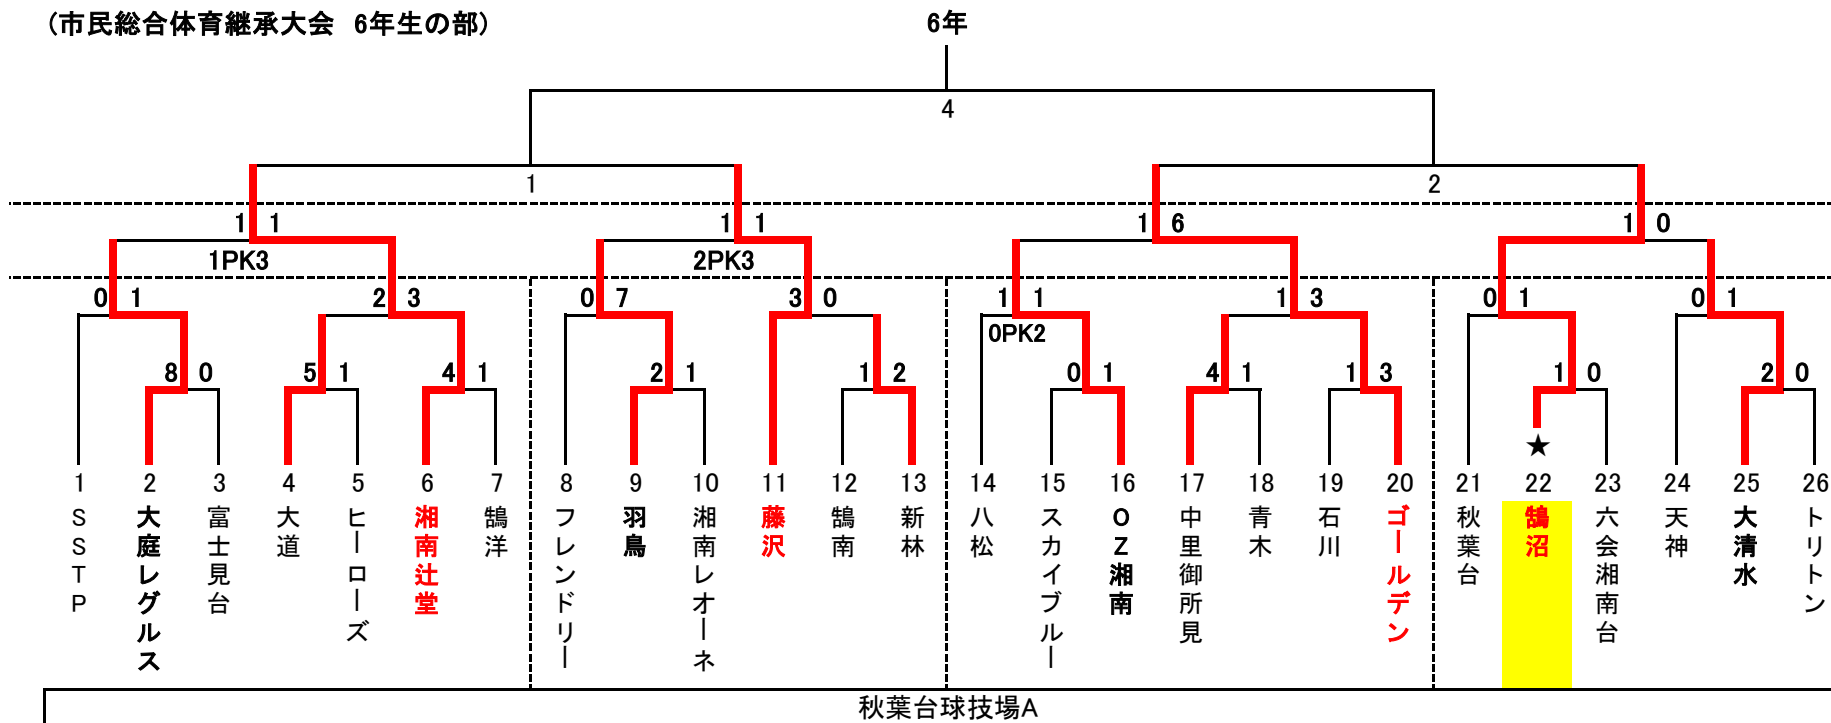 (市民総合体育継承大会 6年生の部)
6年
4
1
2
1 1
1 1
1 6
1 0
1PK3
2PK3
0 1
2 3
0 7
3 0
1 1
1 3
0 1
0 1
0PK2
8 0
5 1
4 1
2 1
1 2
0 1
4 1
1 3
1 0
2 0
★
1 2 3 4 5 6 7 8 9 10 11 12 13 14 15 16 17 18 19 20 21 22 23 24 25 26
SSTP
大庭レグルス
富士見台
大道
ヒーローズ
湘南辻堂
鵠洋
フレンドリー
羽鳥
湘南レオーネ
藤沢
鵠南
新林
八松
スカイブルー
OZ湘南
中里御所見
青木
石川
ゴールデン
秋葉台
鵠沼
六会湘南台
天神
大清水
トリトン
秋葉台球技場A